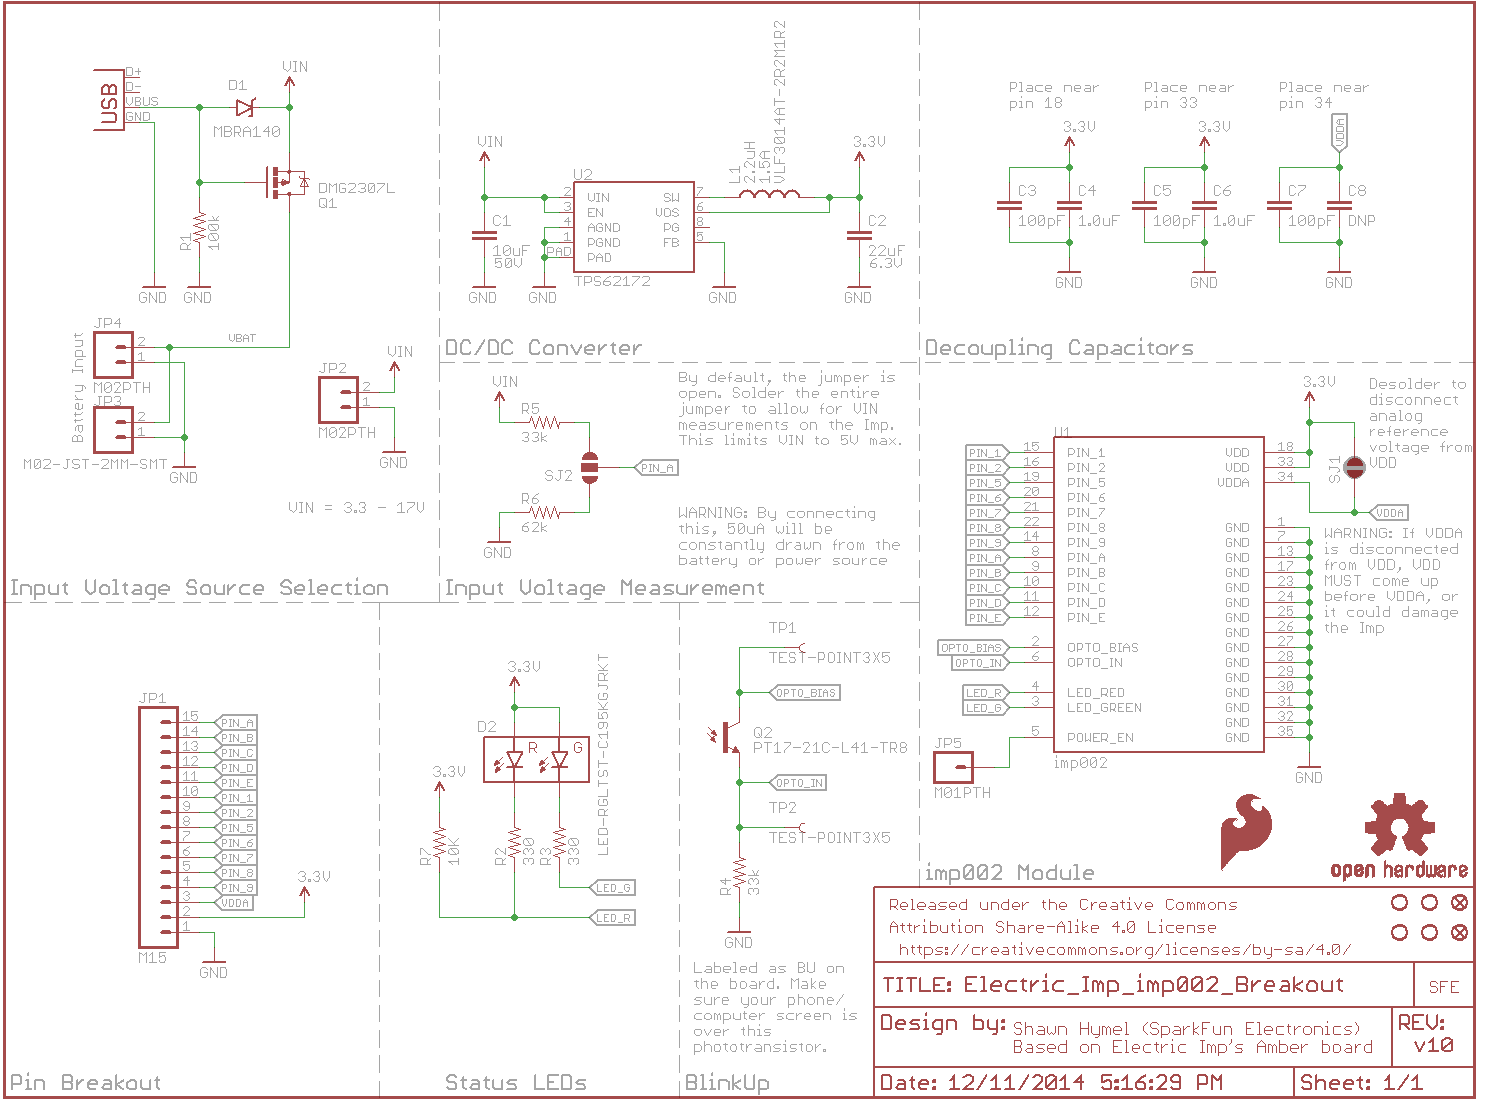 USB
D+
D-
VBUS
GND
D1
MBRA140
VIN
DMG2307L
Q1
R1
100k
GND
GND
JP4
2
1
M02PTH
VBAT
Battery Input
JP3
2
1
M02-JST-2MM-SMT
GND
JP2
2
1
M02PTH
VIN
GND
VIN = 3.3 - 17V
Input Voltage Source Selection
VIN
C1
10uF
50V
GND
GND
PAD
U2
2
3
4
1
VIN
EN
AGND
PGND
PAD
SW
VOS
PG
FB
7
6
8
5
TPS62172
L1
2.2uH
1.5A
VLF3014AT-2R2M1R2
GND
3.3V
C2
22uF
6.3V
GND
DC/DC Converter
Place near
pin 18
3.3V
C3
100pF
C4
1.0uF
GND
Place near
pin 33
3.3V
C5
100pF
C6
1.0uF
GND
Place near
pin 34
VDDA
C7
100pF
C8
DNP
GND
Decoupling Capacitors
VIN
R5
33k
SJ2
PIN_A
R6
62k
GND
By default, the jumper is
open. Solder the entire
jumper to allow for VIN
measurements on the Imp.
This limits VIN to 5V max.
WARNING: By connecting
this, 50uA will be
constantly drawn from the
battery or power source
Input Voltage Measurement
U1
PIN_1 15 PIN_1
PIN_2 16 PIN_2
PIN_5 19 PIN_5
PIN_6 20 PIN_6
PIN_7 21 PIN_7
PIN_8 22 PIN_8
PIN_9 14 PIN_9
PIN_A 8 PIN_A
PIN_B 9 PIN_B
PIN_C 10 PIN_C
PIN_D 11 PIN_D
PIN_E 12 PIN_E
OPTO_BIAS 2 OPTO_BIAS
OPTO_IN 6 OPTO_IN
LED_R 4 LED_RED
LED_G 3 LED_GREEN
5 POWER_EN
VDD 18
VDD 33
VDDA 34
GND 1
GND 7
GND 13
GND 17
GND 23
GND 24
GND 25
GND 26
GND 27
GND 28
GND 29
GND 30
GND 31
GND 32
GND 35
imp002
JP5
M01PTH
3.3V
SJ1
VDDA
GND
Desolder to
disconnect
analog
reference
voltage from
VDD
WARNING: If VDDA
is disconnected
from VDD, VDD
MUST come up
before VDDA, or
it could damage
the Imp
imp002 Module
open hardware
JP1
15 PIN_A
14 PIN_B
13 PIN_C
12 PIN_D
11 PIN_E
10 PIN_1
9 PIN_2
8 PIN_5
7 PIN_6
6 PIN_7
5 PIN_8
4 PIN_9
3 VDDA
2
1
M15
3.3V
GND
Pin Breakout
3.3V
D2
R
G
LED-RGLTST-C195KGJRKT
3.3V
R7
10K
R2
330
R3
330
LED_G
LED_R
Status LEDs
TP1
TEST-POINT3X5
OPTO_BIAS
Q2
PT17-21C-L41-TR8
OPTO_IN
TP2
TEST-POINT3X5
R4
33k
GND
Labeled as BU on
the board. Make
sure your phone/
computer screen is
over this
phototransistor.
BlinkUp
Released under the Creative Commons
Attribution Share-Alike 4.0 License
https://creativecommons.org/licenses/by-sa/4.0/
TITLE: Electric_Imp_imp002_Breakout
SFE
Design by: Shawn Hymel (SparkFun Electronics)
Based on Electric Imp's Amber board
REV:
v10
Date: 12/11/2014 5:16:29 PM
Sheet: 1/1